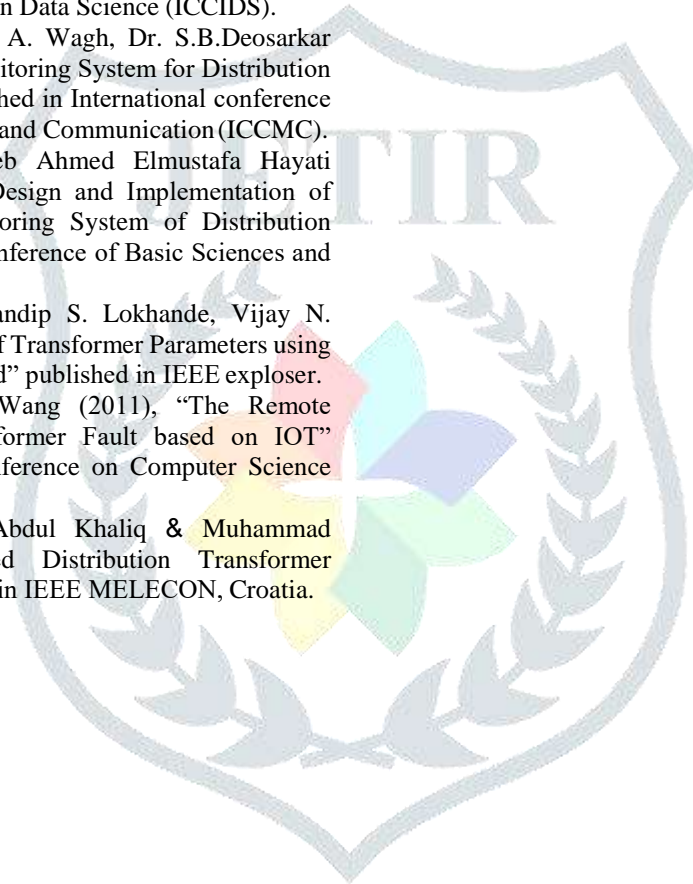 n Data Science (ICCIDS).
A. Wagh, Dr. S.B.Deosarkar
itoring System for Distribution
hed in International conference
and Communication (ICCMC).
eb Ahmed Elmustafa Hayati
Design and Implementation of
oring System of Distribution
nference of Basic Sciences and
andip S. Lokhande, Vijay N.
f Transformer Parameters using
d” published in IEEE exploser.
Wang (2011), “The Remote
former Fault based on IOT”
nference on Computer Science
Abdul Khaliq & Muhammad
ed Distribution Transformer
in IEEE MELECON, Croatia.
JETIR